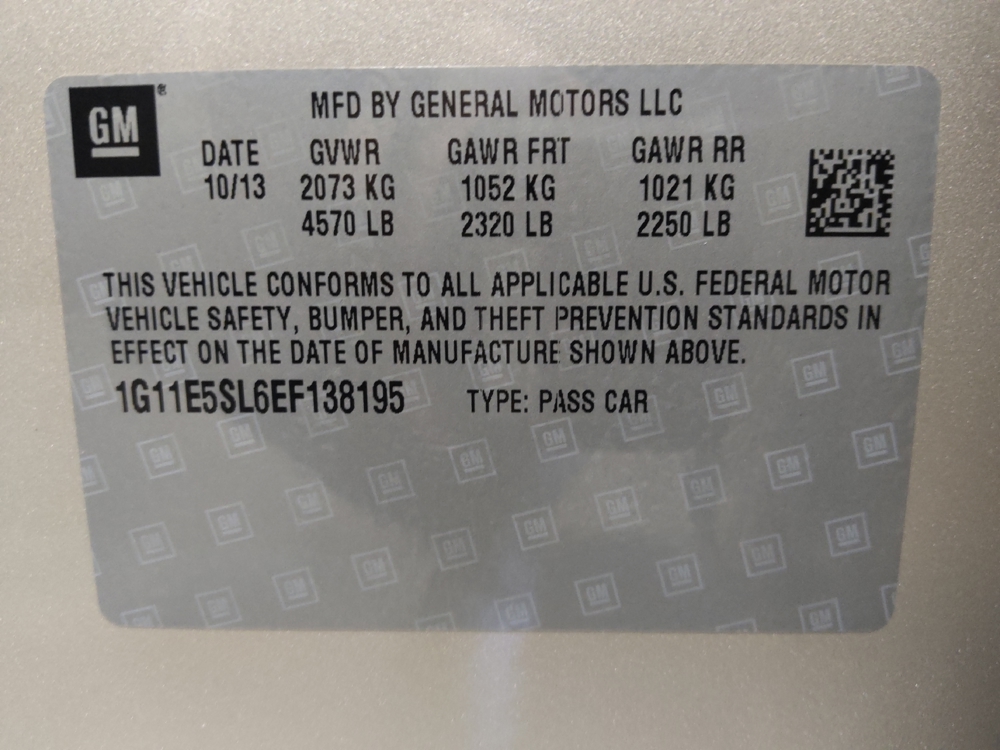 GM ®
MFD BY GENERAL MOTORS LLC
DATE GVWR GAWR FRT GAWR RR
10/13 2073 KG 1052 KG 1021 KG
4570 LB 2320 LB 2250 LB
THIS VEHICLE CONFORMS TO ALL APPLICABLE U.S. FEDERAL MOTOR
VEHICLE SAFETY, BUMPER, AND THEFT PREVENTION STANDARDS IN
EFFECT ON THE DATE OF MANUFACTURE SHOWN ABOVE.
1G11E5SL6EF138195 TYPE: PASS CAR